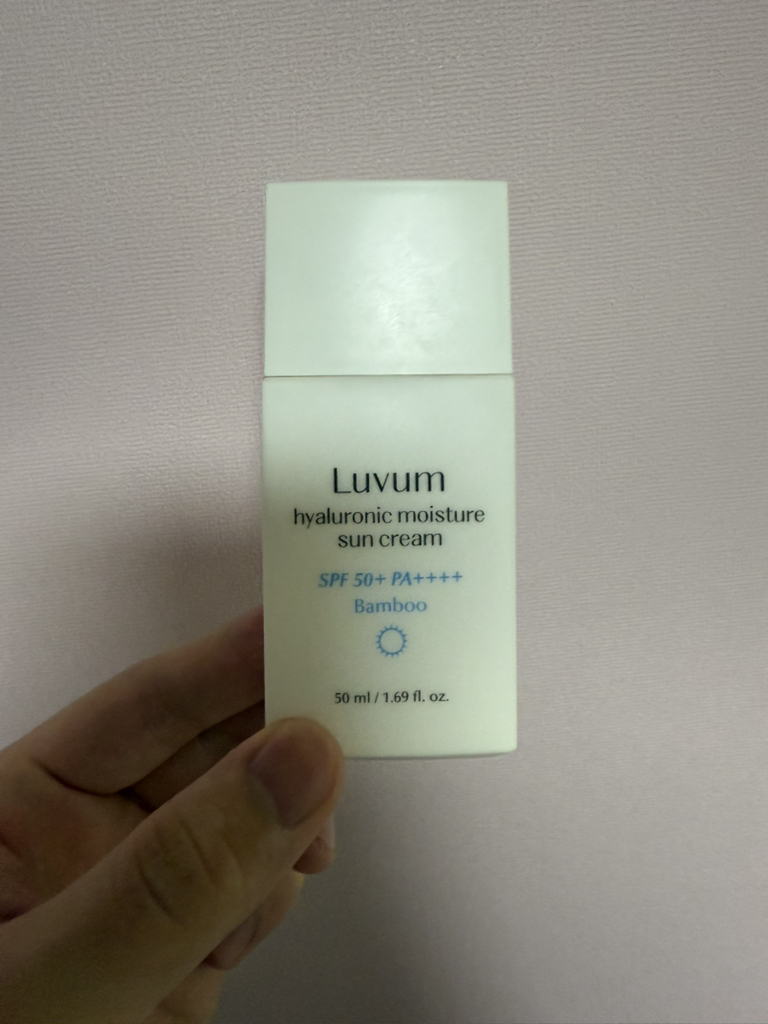 Luvum
hyaluronic moisture
sun cream
SPF 50+ PA++++
Bamboo
50 ml / 1.69 fl. oz.